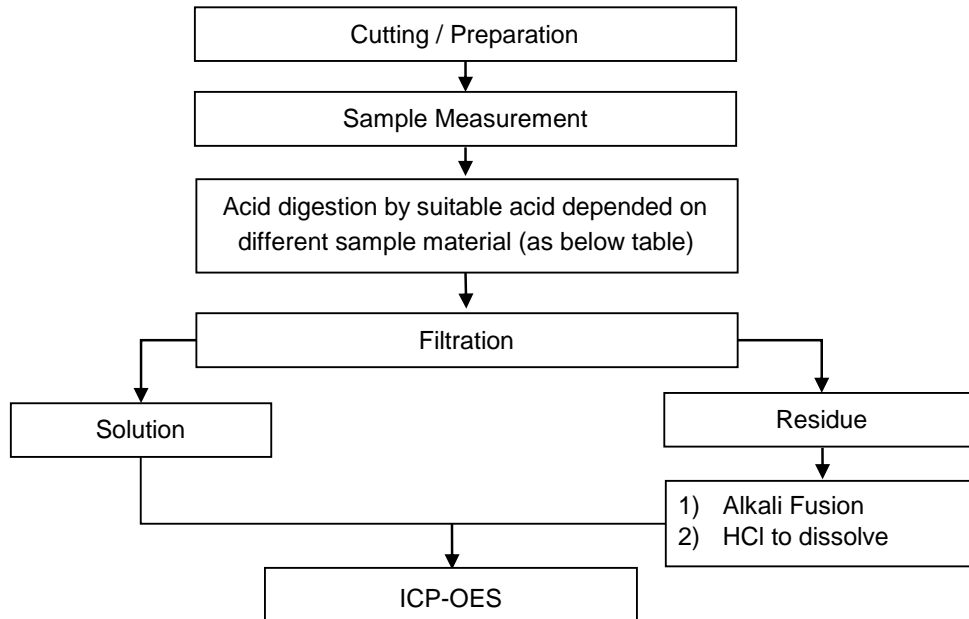 Cutting / Preparation
Sample Measurement
Acid digestion by suitable acid depended on
different sample material (as below table)
Filtration
Solution
Residue
1) Alkali Fusion
2) HCl to dissolve
ICP-OES